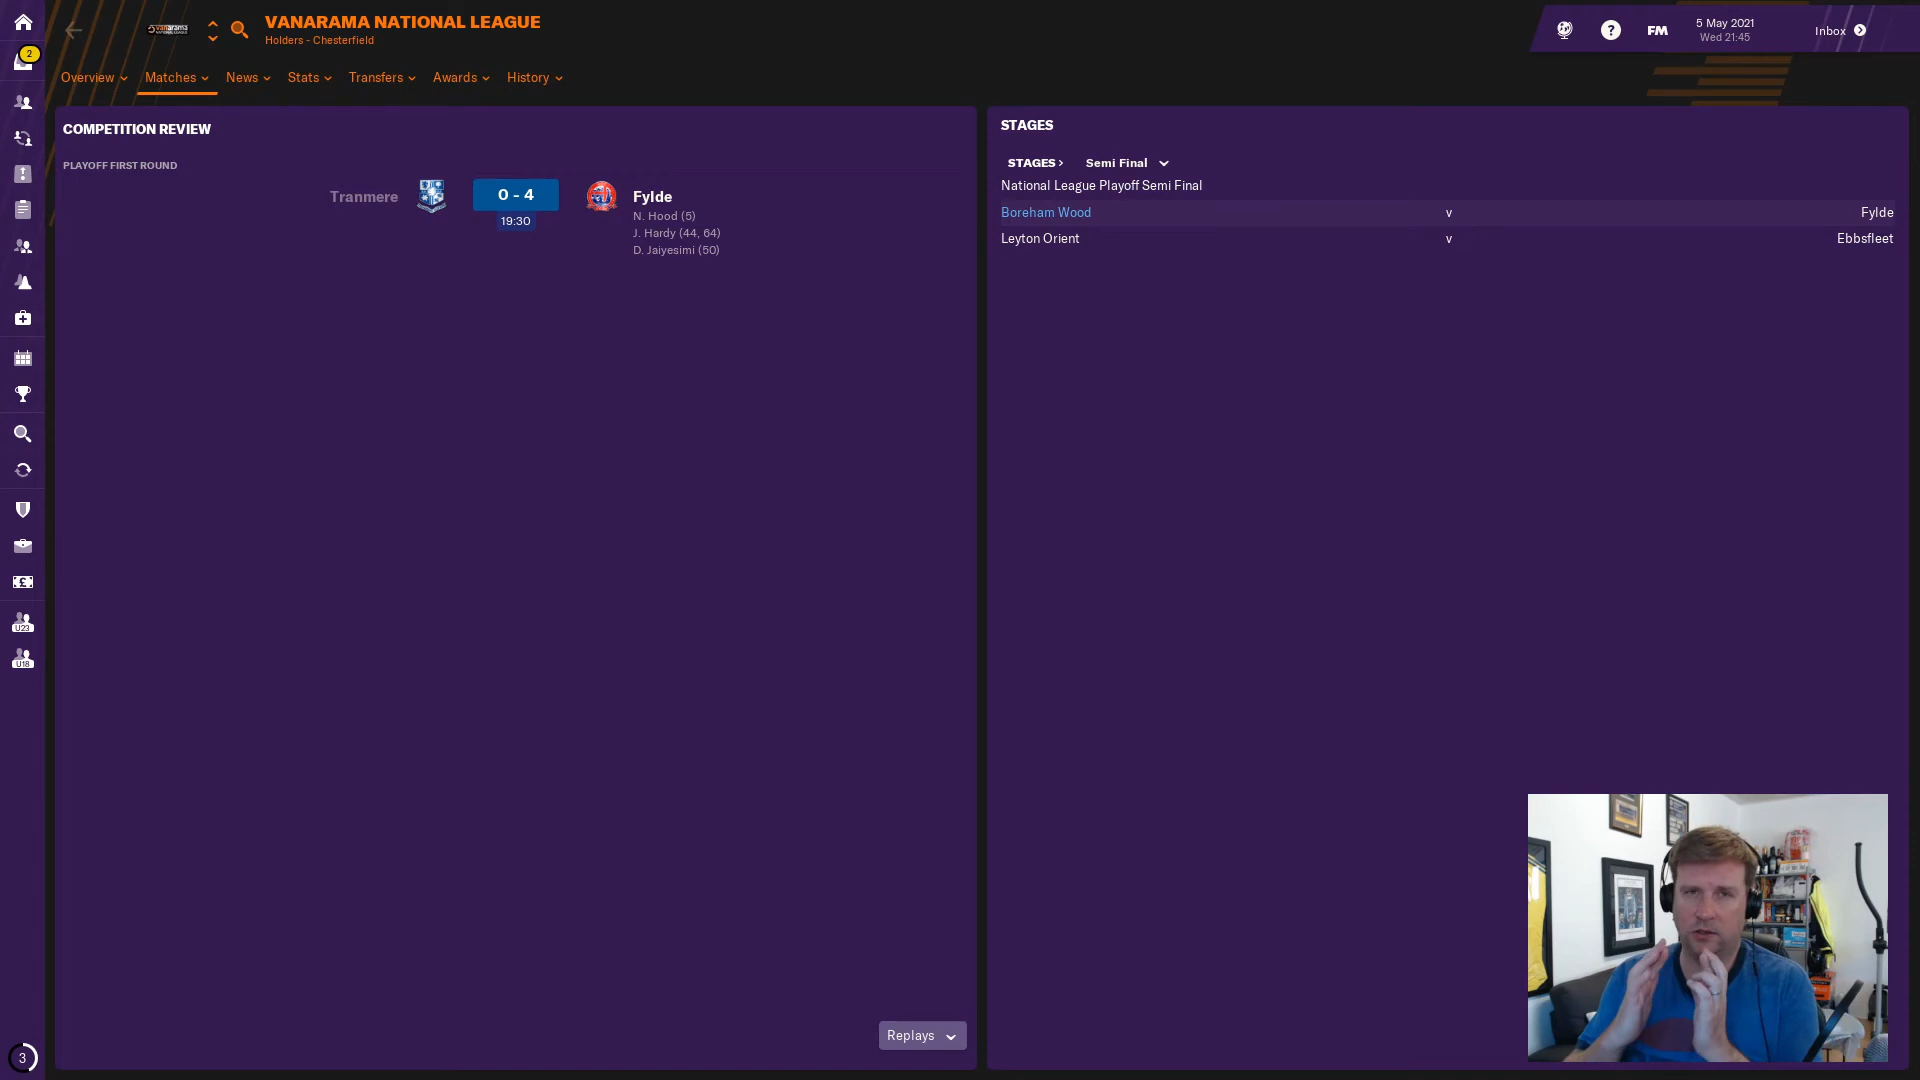 VANARAMA NATIONAL LEAGUE
Holders - Chesterfield
5 May 2021
Wed 21:45
FM
?
Inbox
2
Overview
Matches
News
Stats
Transfers
Awards
History
COMPETITION REVIEW
PLAYOFF FIRST ROUND
Tranmere 0 - 4 Fylde
19:30
N. Hood (5)
J. Hardy (44, 64)
D. Jaiyesimi (50)
Replays
STAGES
STAGES › Semi Final
National League Playoff Semi Final
Boreham Wood v Fylde
Leyton Orient v Ebbsfleet
£
U23
U18
3